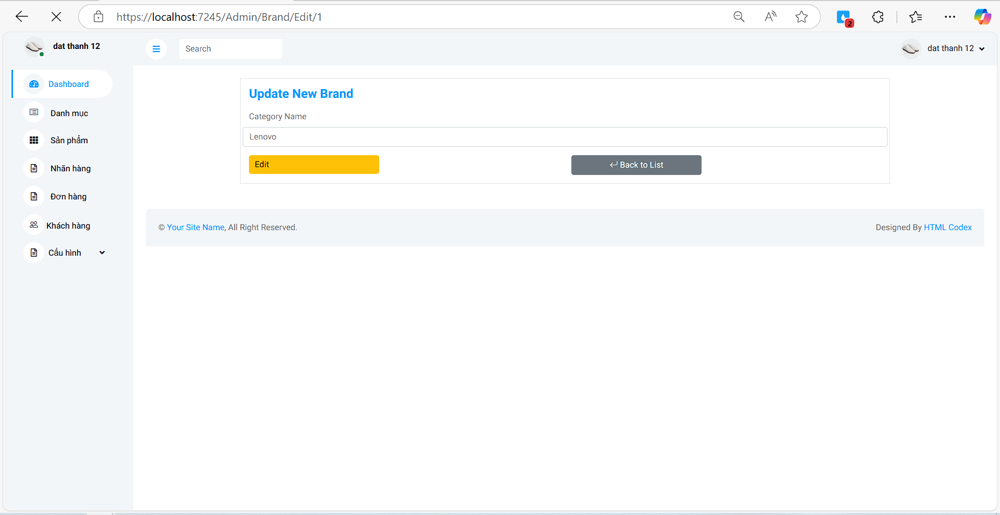 https://localhost:7245/Admin/Brand/Edit/1
2
dat thanh 12
Search
dat thanh 12
Dashboard
Danh mục
Sản phẩm
Nhãn hàng
Đơn hàng
Khách hàng
Cấu hình
Update New Brand
Category Name
Lenovo
Edit
Back to List
© Your Site Name, All Right Reserved.
Designed By HTML Codex